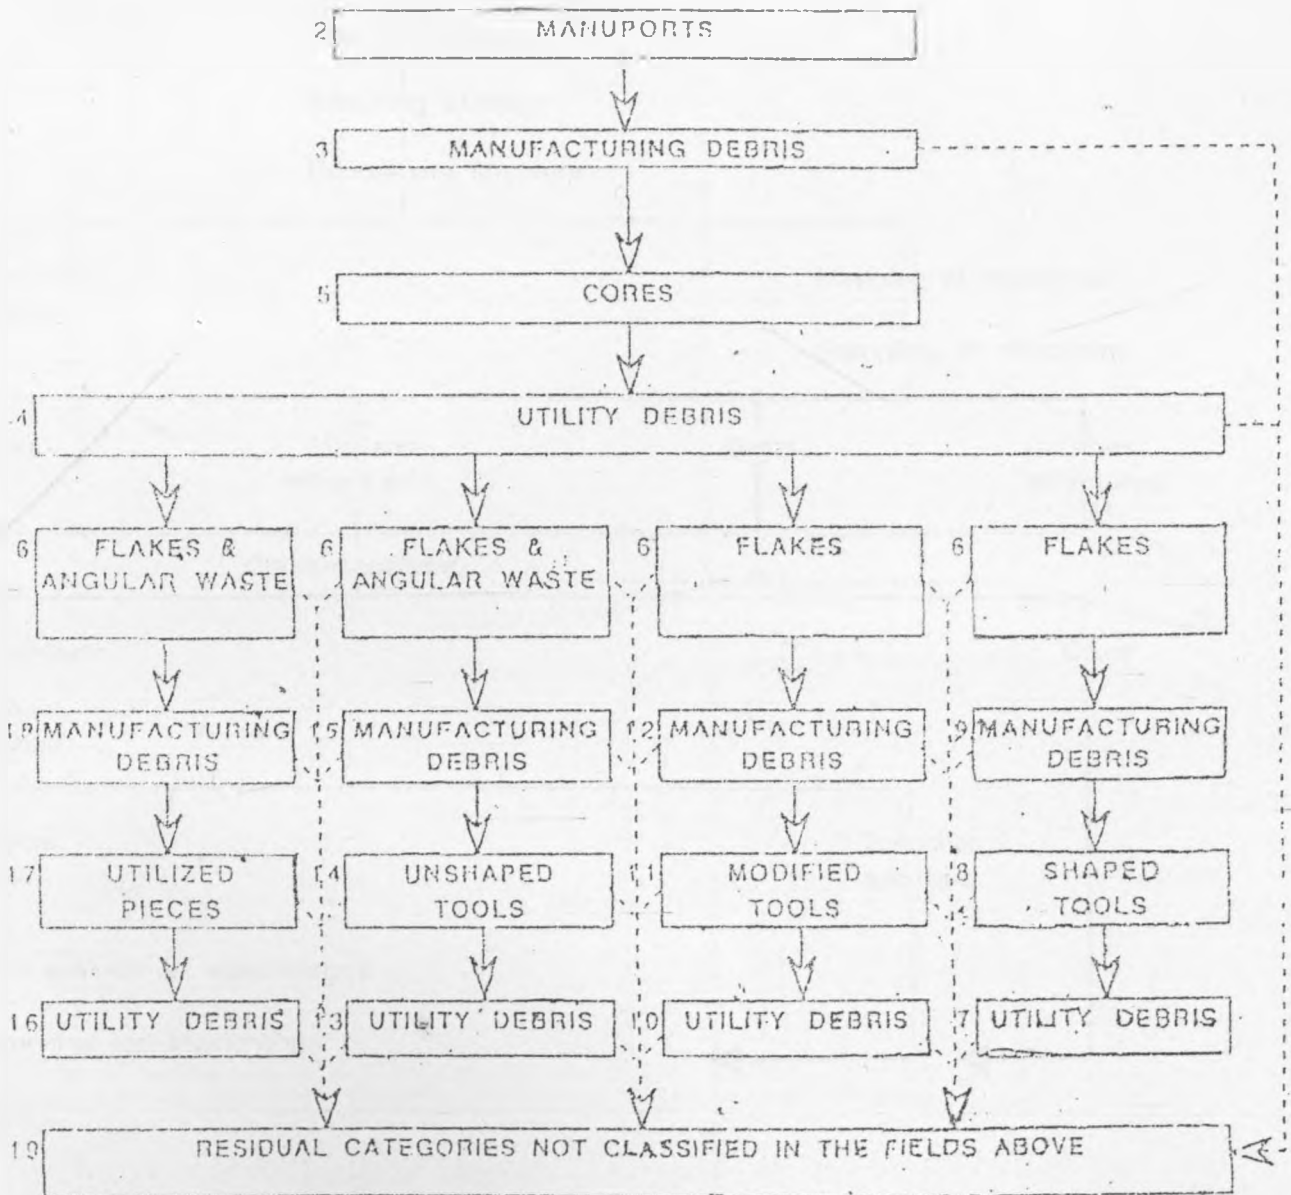 2 MANUPORTS
3 MANUFACTURING DEBRIS
5 CORES
4 UTILITY DEBRIS
6 FLAKES & ANGULAR WASTE
6 FLAKES & ANGULAR WASTE
6 FLAKES
6 FLAKES
18 MANUFACTURING DEBRIS
15 MANUFACTURING DEBRIS
12 MANUFACTURING DEBRIS
9 MANUFACTURING DEBRIS
17 UTILIZED PIECES
14 UNSHAPED TOOLS
11 MODIFIED TOOLS
8 SHAPED TOOLS
16 UTILITY DEBRIS
13 UTILITY DEBRIS
10 UTILITY DEBRIS
7 UTILITY DEBRIS
19 RESIDUAL CATEGORIES NOT CLASSIFIED IN THE FIELDS ABOVE